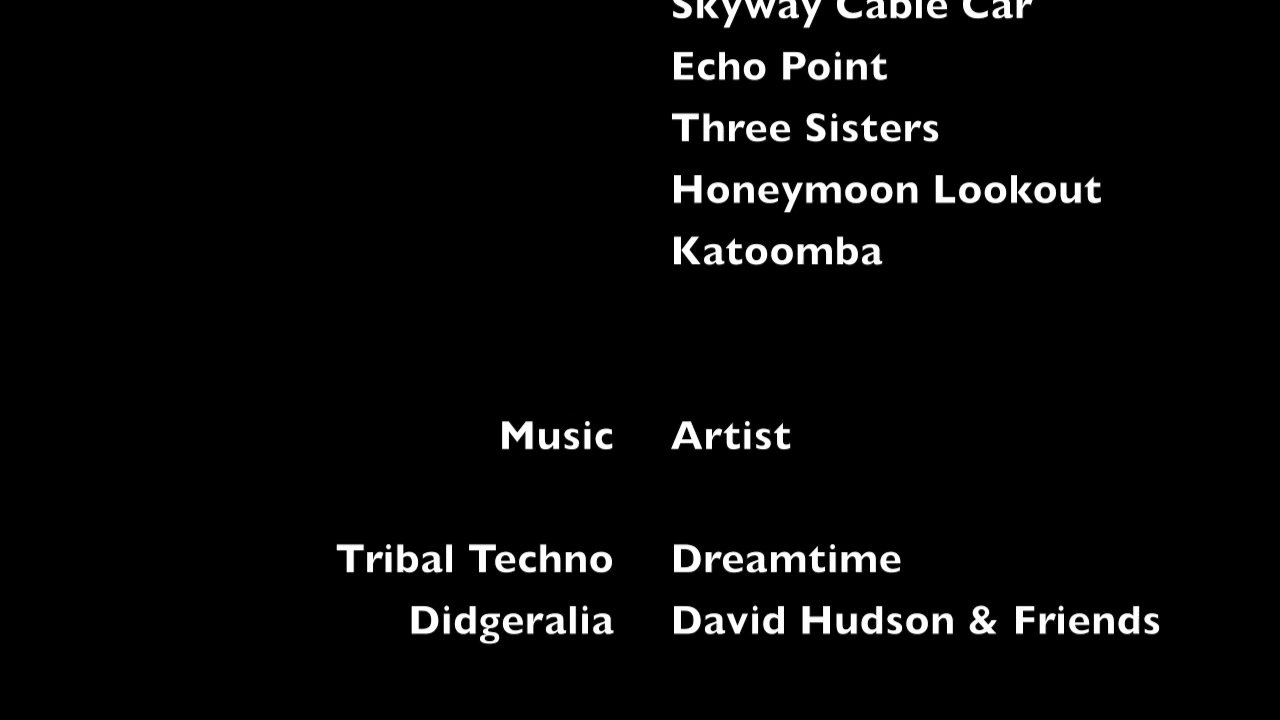 Skyway Cable Car
Echo Point
Three Sisters
Honeymoon Lookout
Katoomba
Music Artist
Tribal Techno Dreamtime
Didgeralia David Hudson & Friends